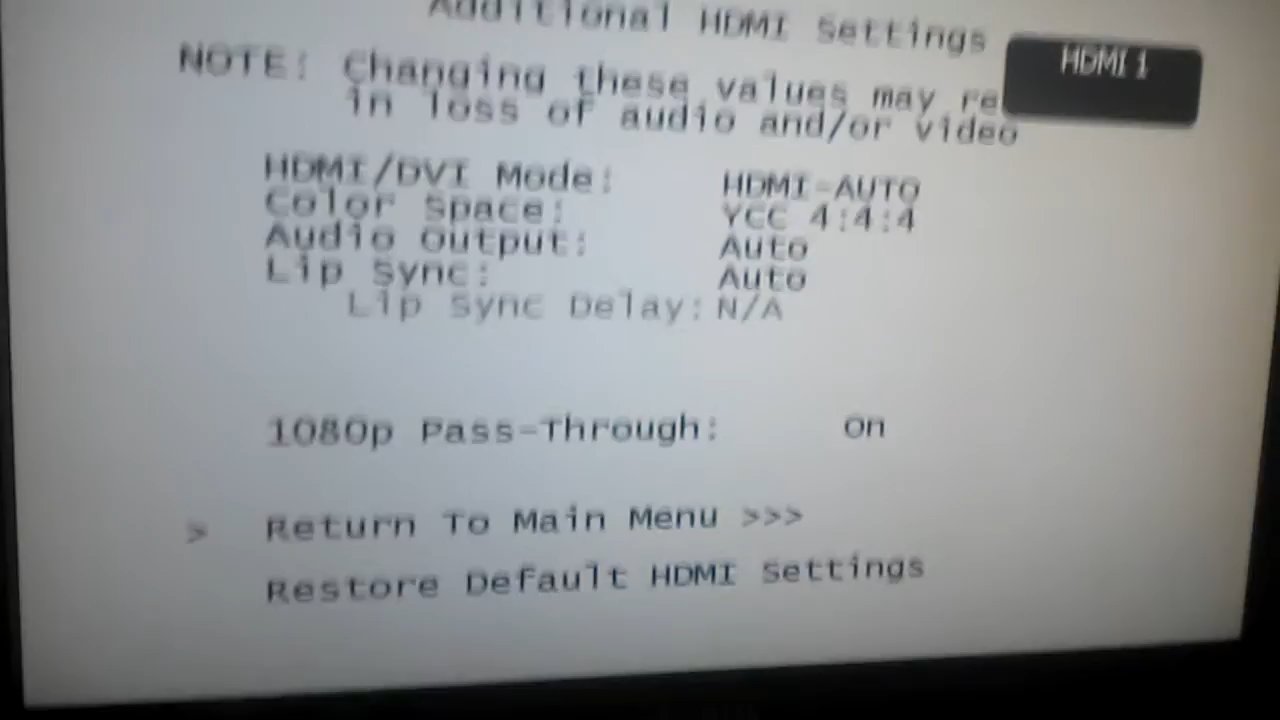 Additional HDMI Settings
HDMI 1
NOTE: Changing these values may re
in loss of audio and/or video
HDMI/DVI Mode: HDMI-AUTO
Color Space: YCC 4:4:4
Audio Output: Auto
Lip Sync: Auto
Lip Sync Delay: N/A
1080p Pass-Through: On
> Return To Main Menu >>>
Restore Default HDMI Settings